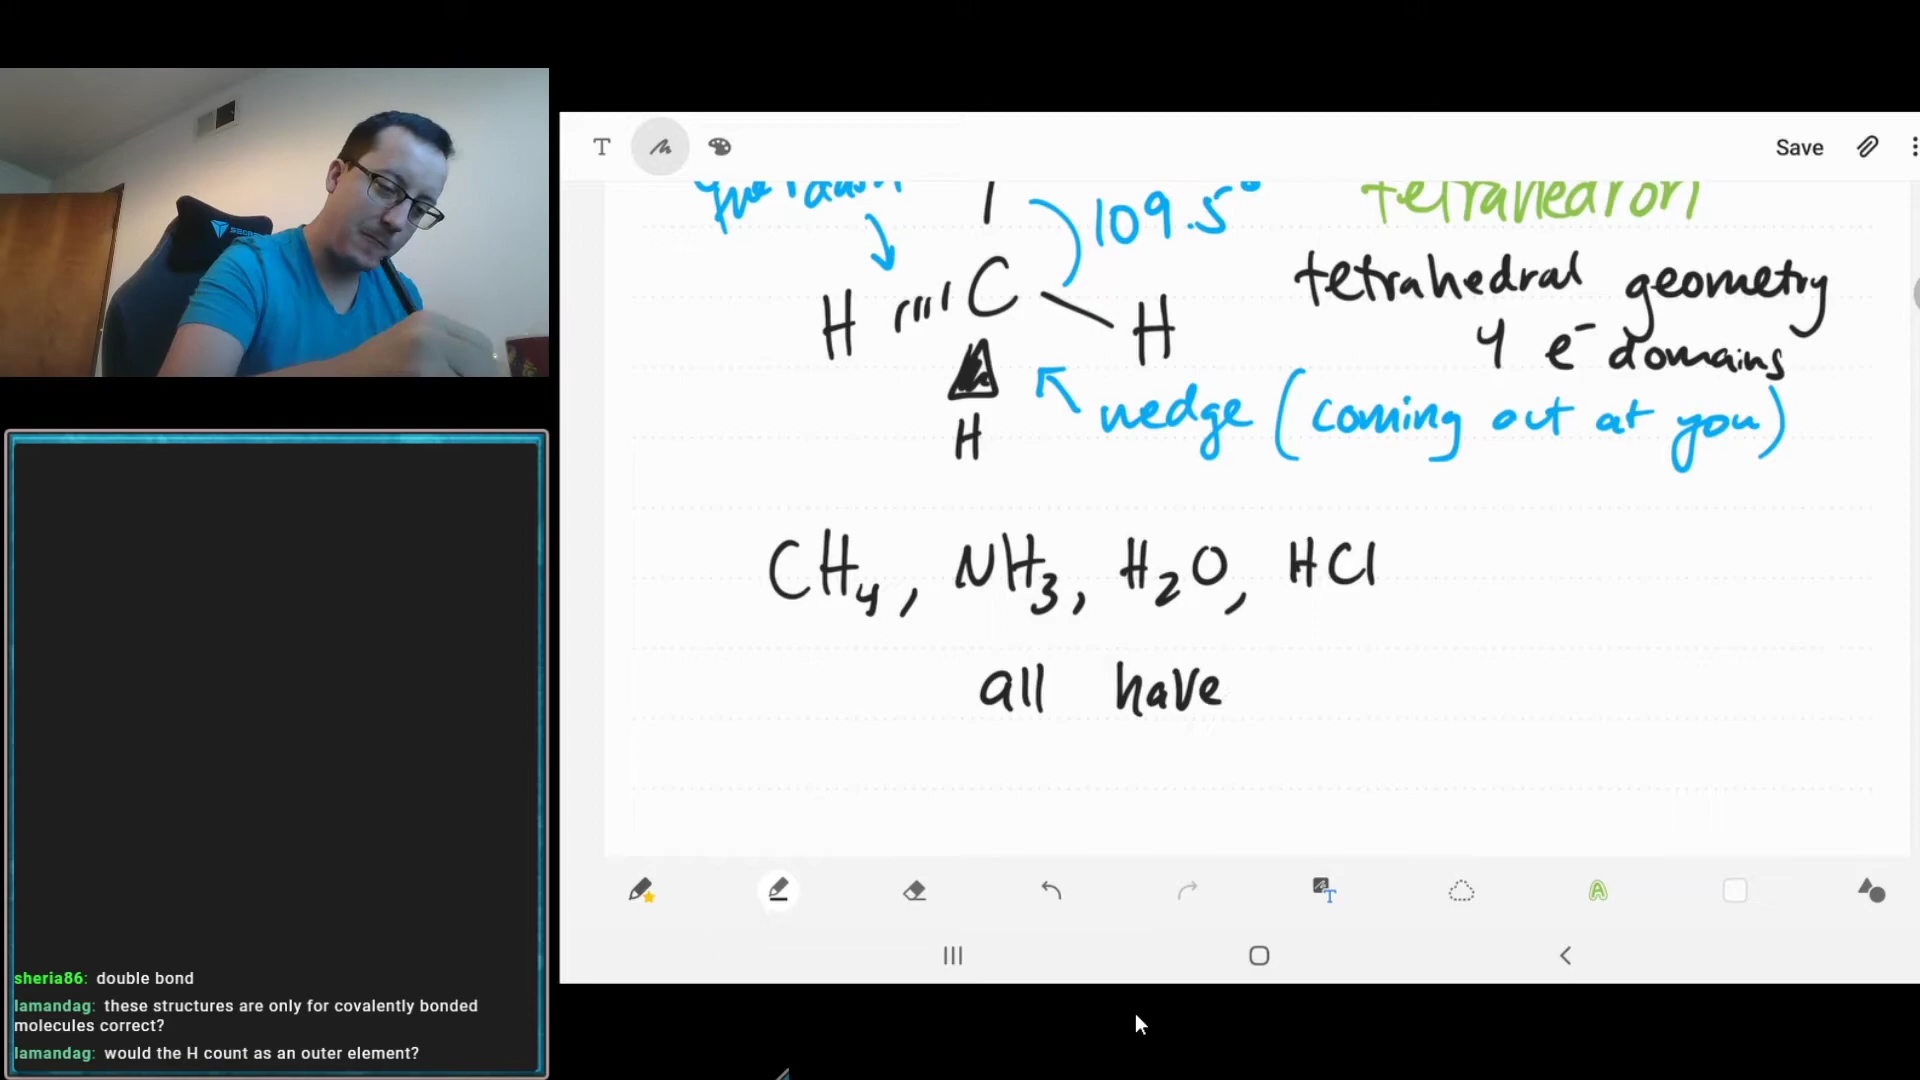 T
Save
109.5°
tetrahedron
C
H
H
tetrahedral geometry
4 e⁻ domains
wedge (coming out at you)
H
CH₄, NH₃, H₂O, HCl
all have
sheria86: double bond
lamandag: these structures are only for covalently bonded
molecules correct?
lamandag: would the H count as an outer element?